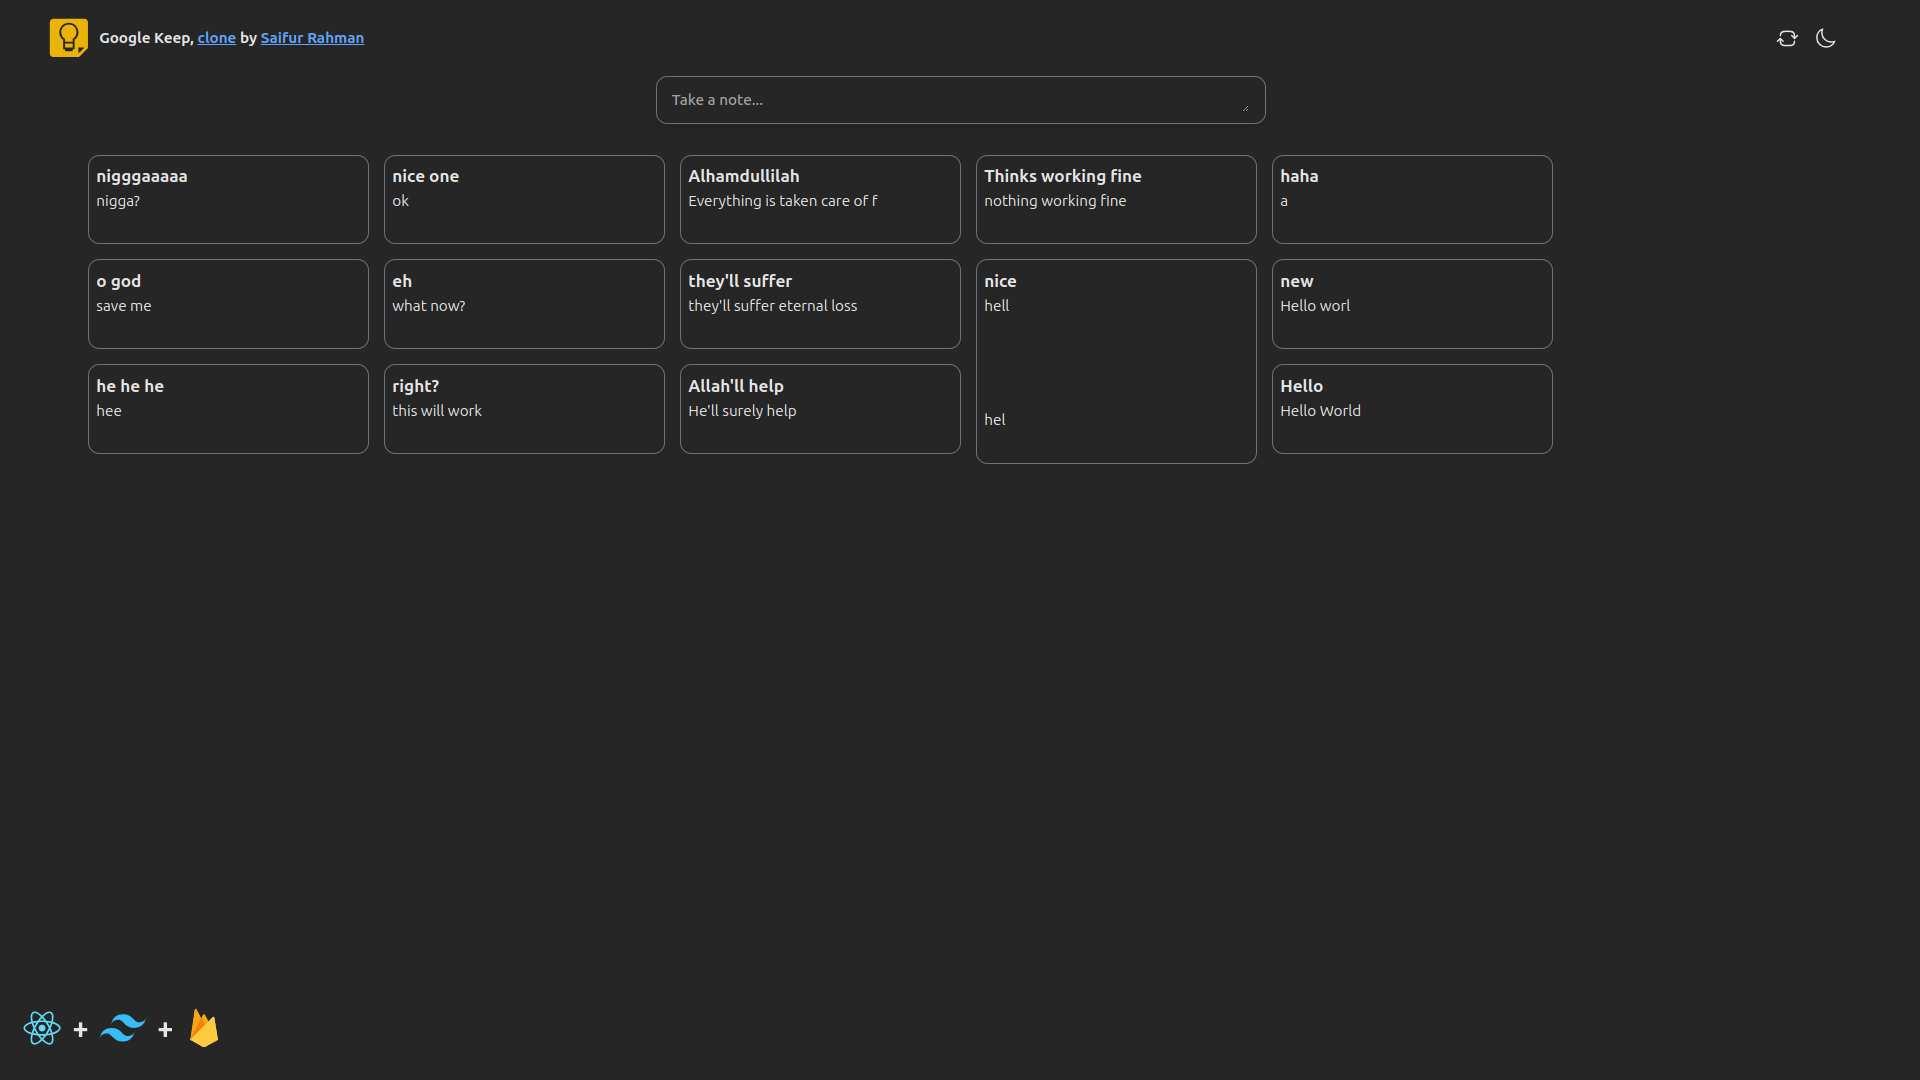 Google Keep, clone by Saifur Rahman
Take a note...
nigggaaaaa
nigga?
nice one
ok
Alhamdullilah
Everything is taken care of f
Thinks working fine
nothing working fine
haha
a
o god
save me
eh
what now?
they'll suffer
they'll suffer eternal loss
nice
hell
hel
new
Hello worl
he he he
hee
right?
this will work
Allah'll help
He'll surely help
Hello
Hello World
+ +